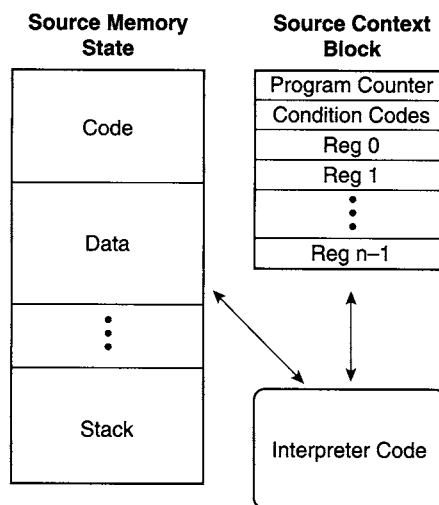 Source Memory
State
Code
Data
Stack
Source Context
Block
Program Counter
Condition Codes
Reg 0
Reg 1
Reg n–1
Interpreter Code